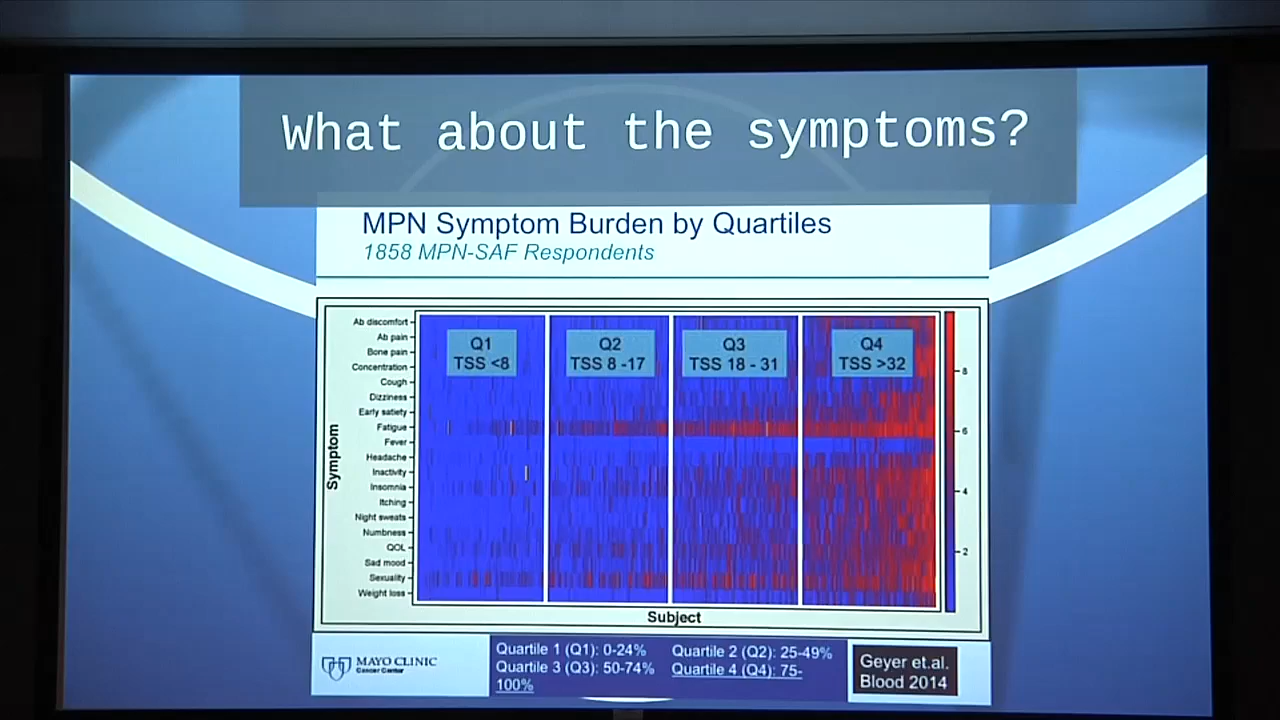 What about the symptoms?
MPN Symptom Burden by Quartiles
1858 MPN-SAF Respondents
Symptom
Ab discomfort
Ab pain
Bone pain
Concentration
Cough
Dizziness
Early satiety
Fatigue
Fever
Headache
Inactivity
Insomnia
Itching
Night sweats
Numbness
QOL
Sad mood
Sexuality
Weight loss
Q1
TSS <8
Q2
TSS 8 -17
Q3
TSS 18 - 31
Q4
TSS >32
8
6
4
2
Subject
MAYO CLINIC
Cancer Center
Quartile 1 (Q1): 0-24% Quartile 2 (Q2): 25-49%
Quartile 3 (Q3): 50-74% Quartile 4 (Q4): 75-
100%
Geyer et.al.
Blood 2014